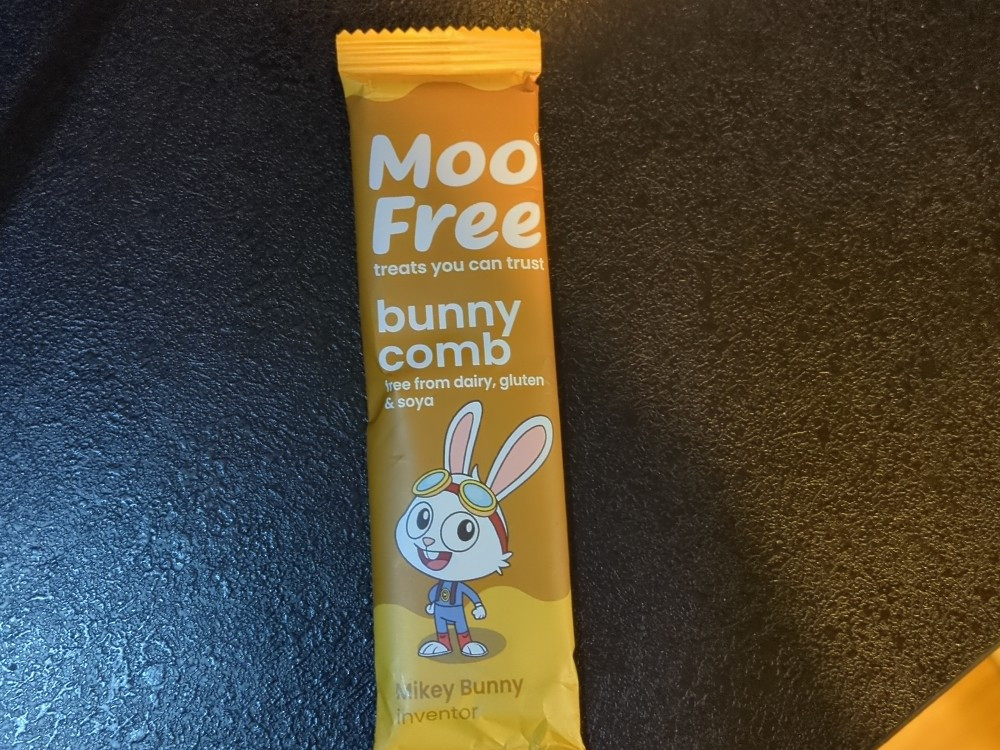 Moo
Free
treats you can trust
bunny
comb
free from dairy, gluten
& soya
Mikey Bunny
inventor